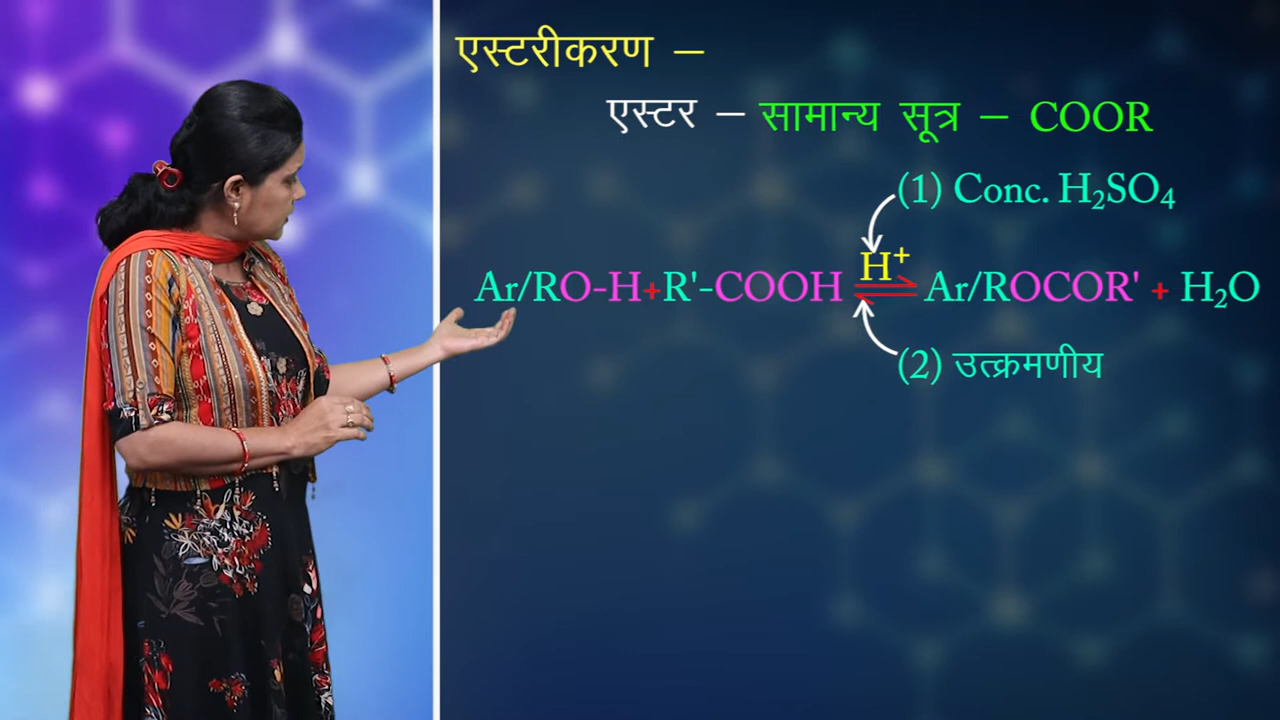 एस्टरीकरण –
एस्टर – सामान्य सूत्र – COOR
(1) Conc. H₂SO₄
H⁺
Ar/RO-H+R'-COOH ⇌ Ar/ROCOR' + H₂O
(2) उत्क्रमणीय